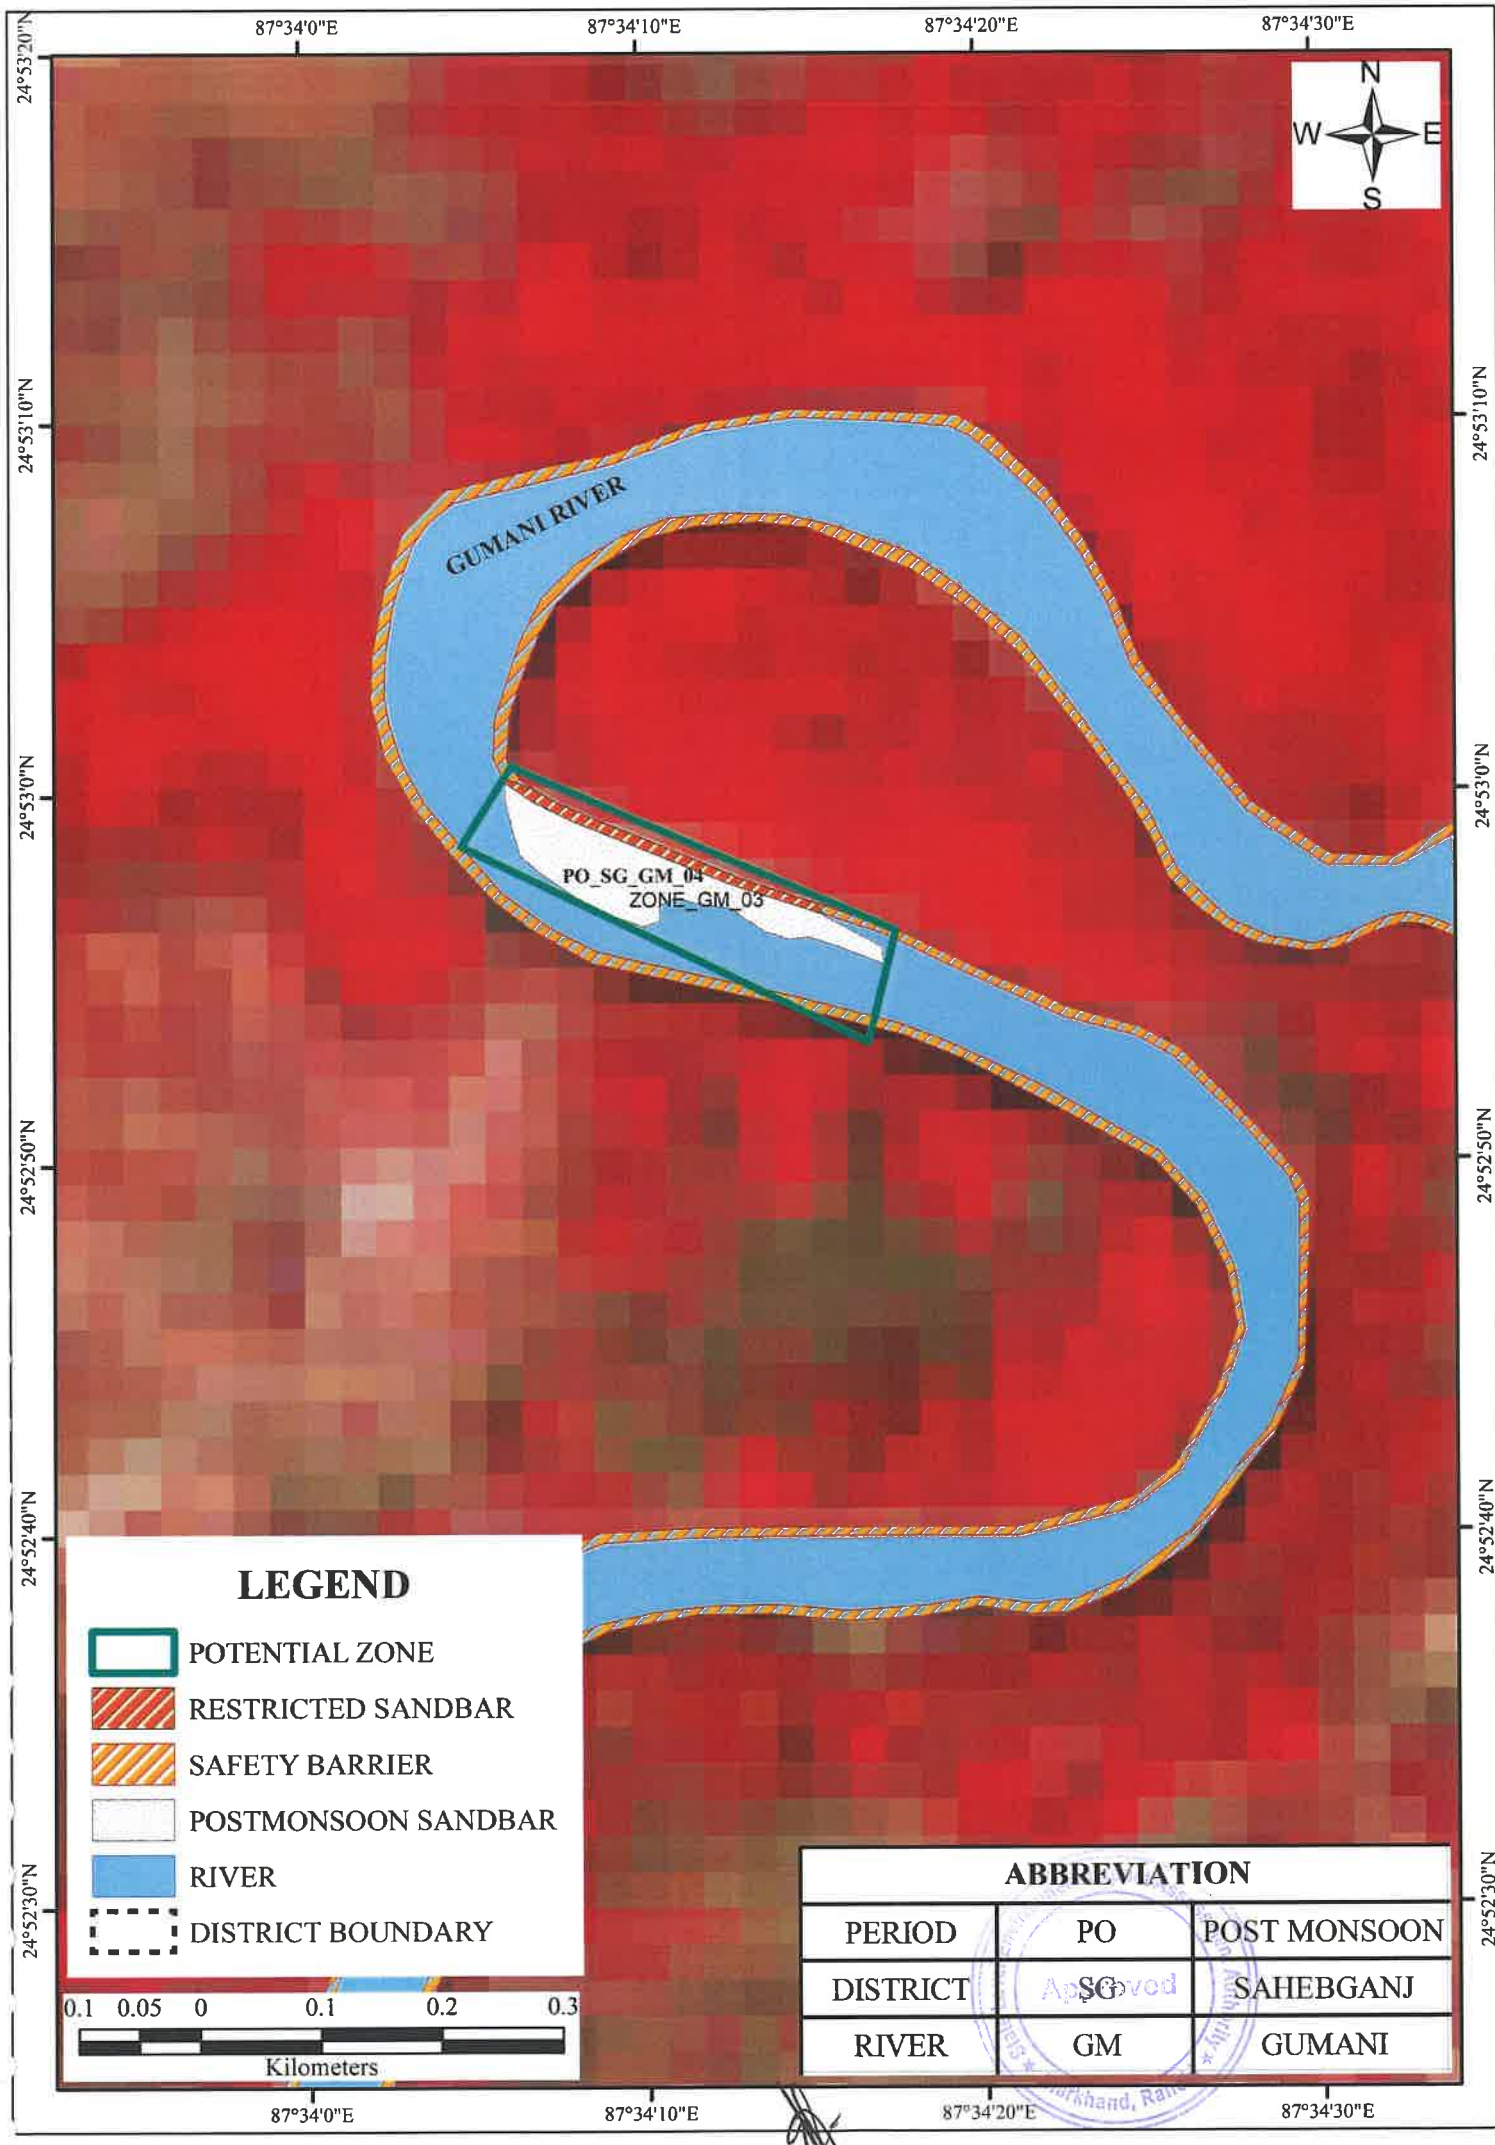 87°34'0"E 87°34'10"E 87°34'20"E 87°34'30"E
24°53'20"N
N
W E
S
24°53'10"N 24°53'10"N
GUMANI RIVER
24°53'0"N 24°53'0"N
PO_SG_GM_04
ZONE_GM_03
24°52'50"N 24°52'50"N
24°52'40"N 24°52'40"N
LEGEND
POTENTIAL ZONE
RESTRICTED SANDBAR
SAFETY BARRIER
POSTMONSOON SANDBAR
RIVER
DISTRICT BOUNDARY
24°52'30"N 24°52'30"N
0.1 0.05 0 0.1 0.2 0.3
Kilometers
ABBREVIATION
PERIOD PO POST MONSOON
DISTRICT SG SAHEBGANJ
RIVER GM GUMANI
Approved
Authority
87°34'0"E 87°34'10"E 87°34'20"E 87°34'30"E